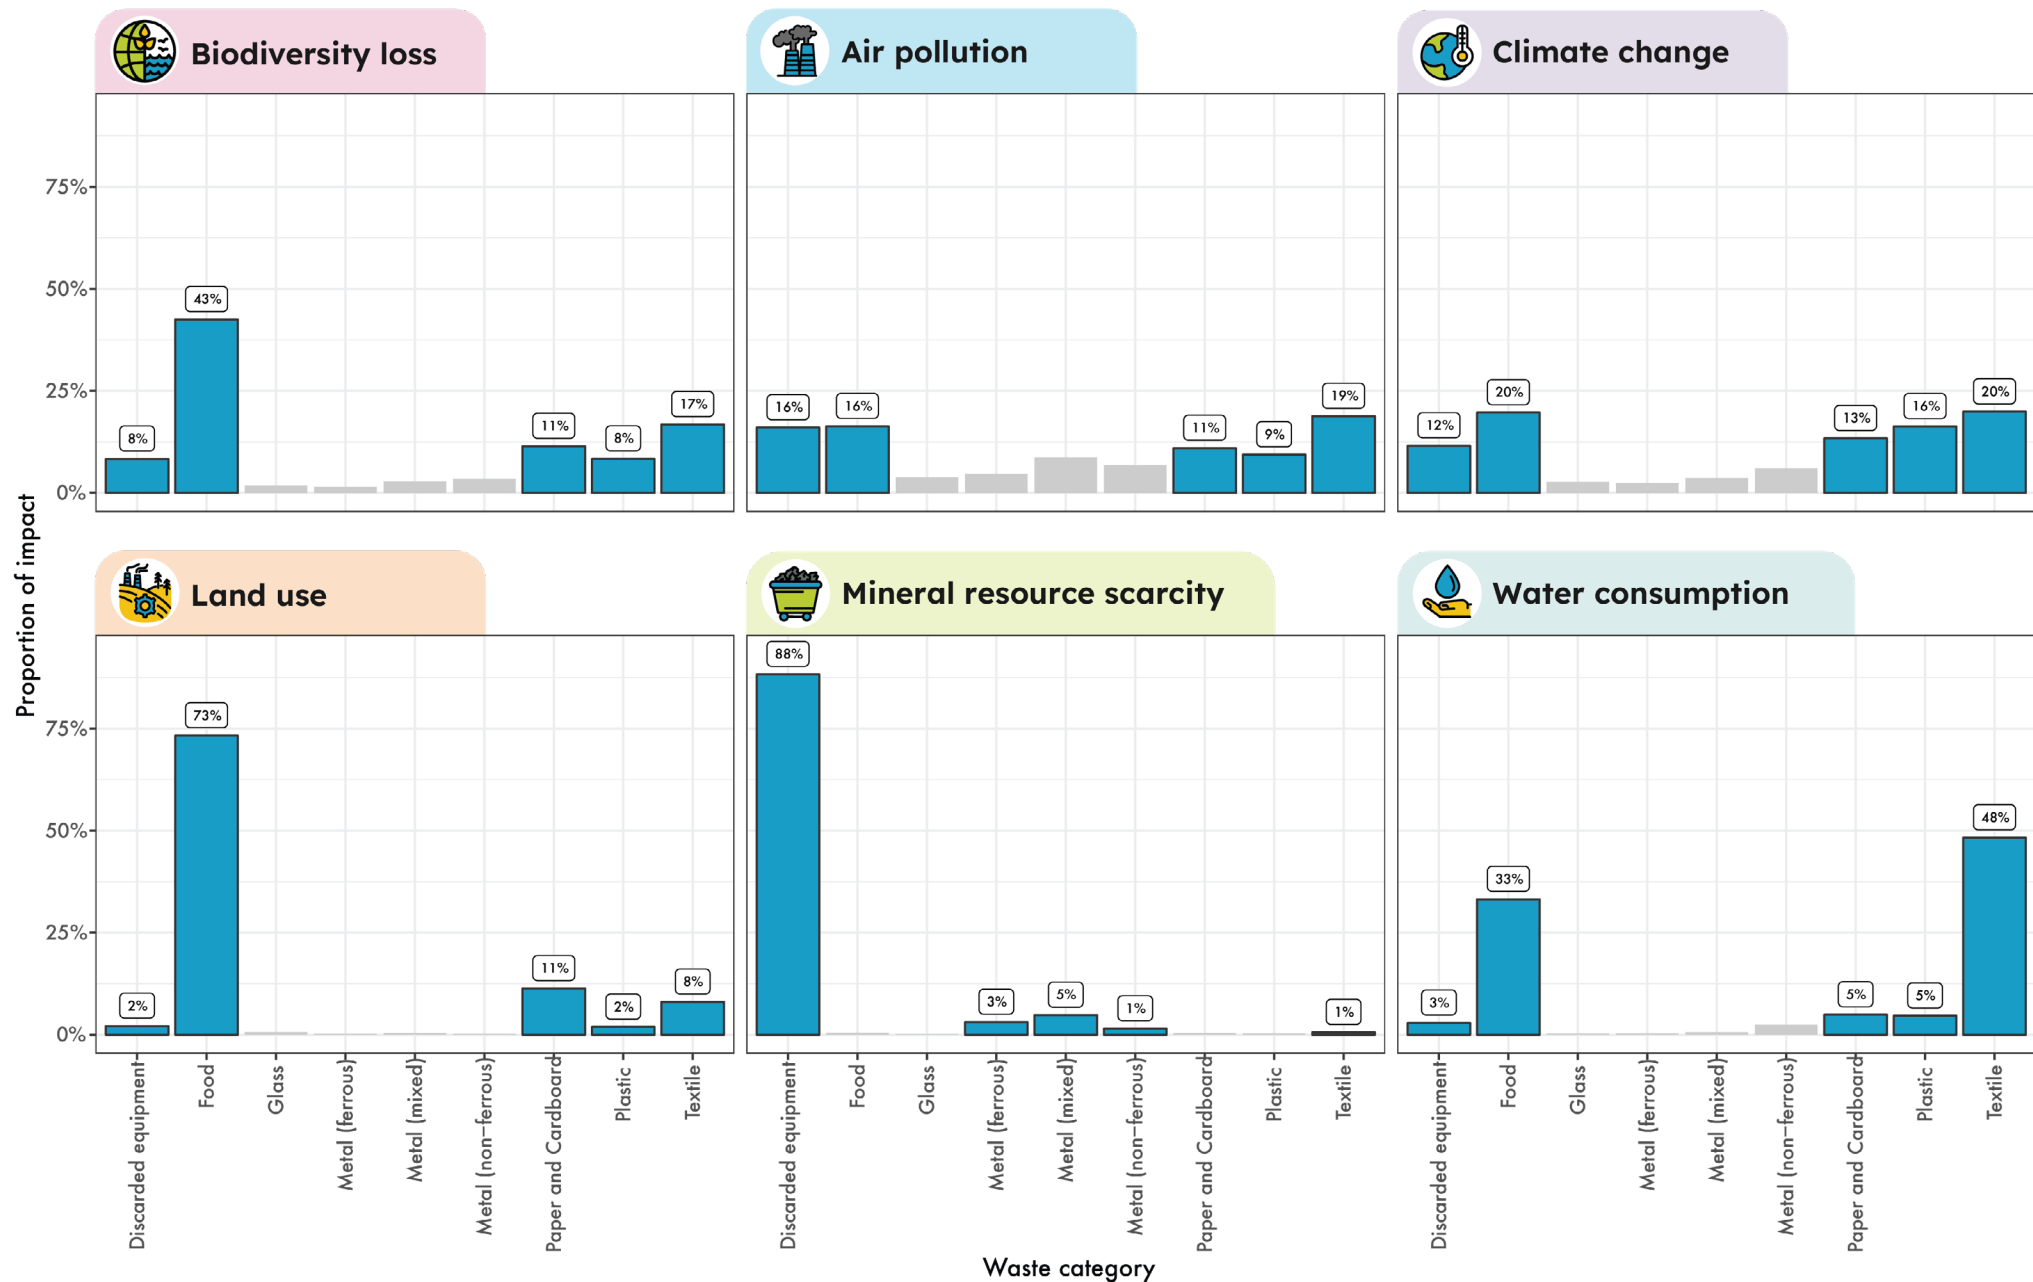 Biodiversity loss
Air pollution
Climate change
Proportion of impact
75%
50%
25%
0%
8%
43%
11%
8%
17%
16%
16%
11%
9%
19%
12%
20%
13%
16%
20%
Land use
Mineral resource scarcity
Water consumption
75%
50%
25%
0%
2%
73%
11%
2%
8%
88%
3%
5%
1%
1%
3%
33%
5%
5%
48%
Discarded equipment
Food
Glass
Metal (ferrous)
Metal (mixed)
Metal (non-ferrous)
Paper and Cardboard
Plastic
Textile
Discarded equipment
Food
Glass
Metal (ferrous)
Metal (mixed)
Metal (non-ferrous)
Paper and Cardboard
Plastic
Textile
Discarded equipment
Food
Glass
Metal (ferrous)
Metal (mixed)
Metal (non-ferrous)
Paper and Cardboard
Plastic
Textile
Waste category